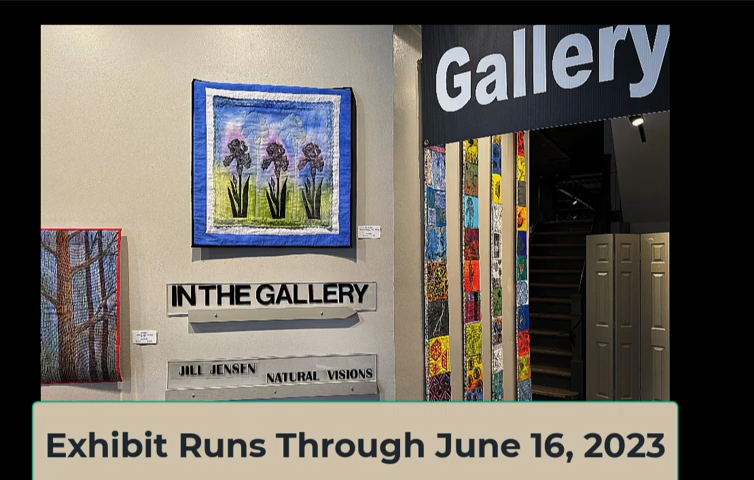 Gallery
IN THE GALLERY
JILL JENSEN NATURAL VISIONS
Exhibit Runs Through June 16, 2023